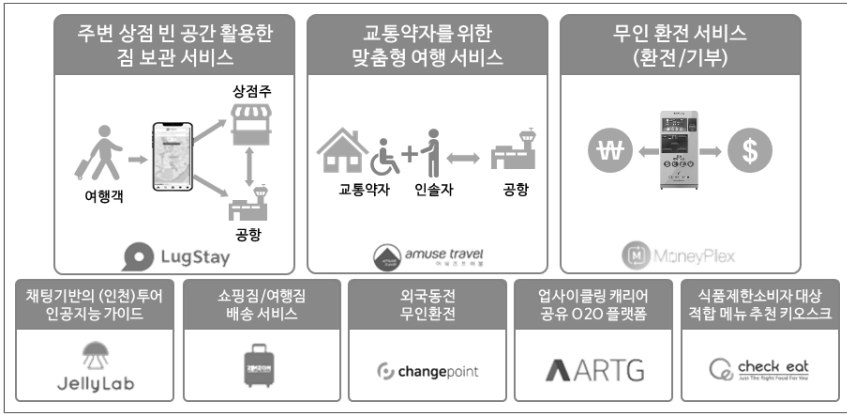 주변 상점 빈 공간 활용한
짐 보관 서비스
상점주
여행객
공항
LugStay
교통약자를 위한
맞춤형 여행 서비스
교통약자
인솔자
공항
amuse travel
어뮤즈트래블
무인 환전 서비스
(환전/기부)
₩
$
MoneyPlex
채팅기반의 (인천)투어
인공지능 가이드
JellyLab
쇼핑짐/여행짐
배송 서비스
외국동전
무인환전
changepoint
업사이클링 캐리어
공유 O2O 플랫폼
ARTG
식품제한소비자 대상
적합 메뉴 추천 키오스크
check eat
Just The Right Food For You